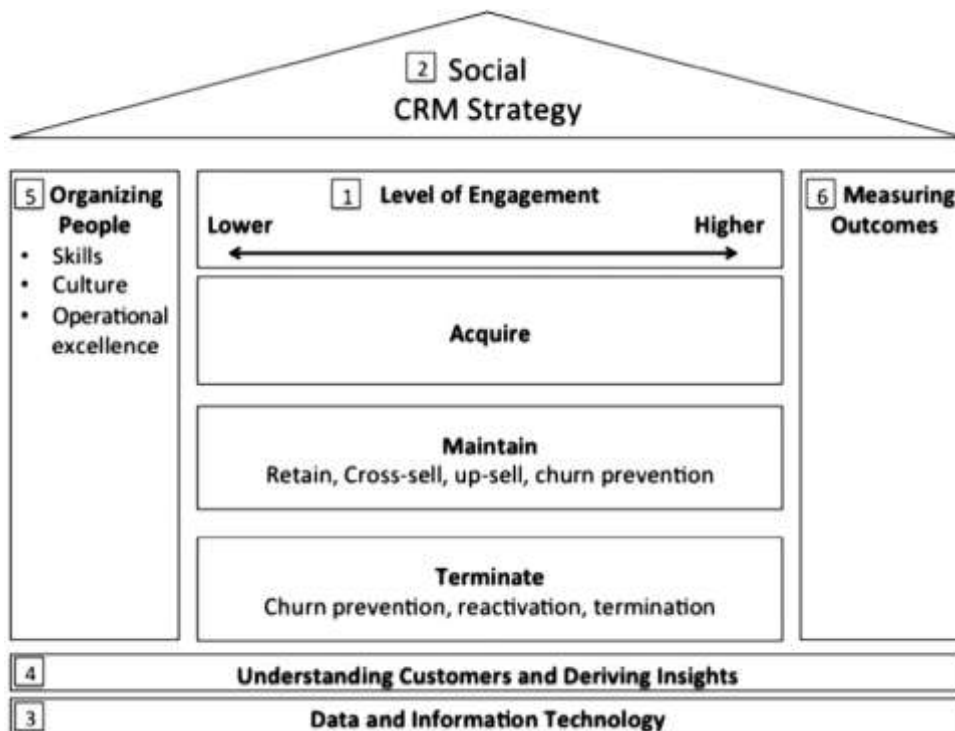 2 Social
CRM Strategy
5 Organizing
People
• Skills
• Culture
• Operational
excellence
1 Level of Engagement
Lower Higher
Acquire
Maintain
Retain, Cross-sell, up-sell, churn prevention
Terminate
Churn prevention, reactivation, termination
6 Measuring
Outcomes
4 Understanding Customers and Deriving Insights
3 Data and Information Technology